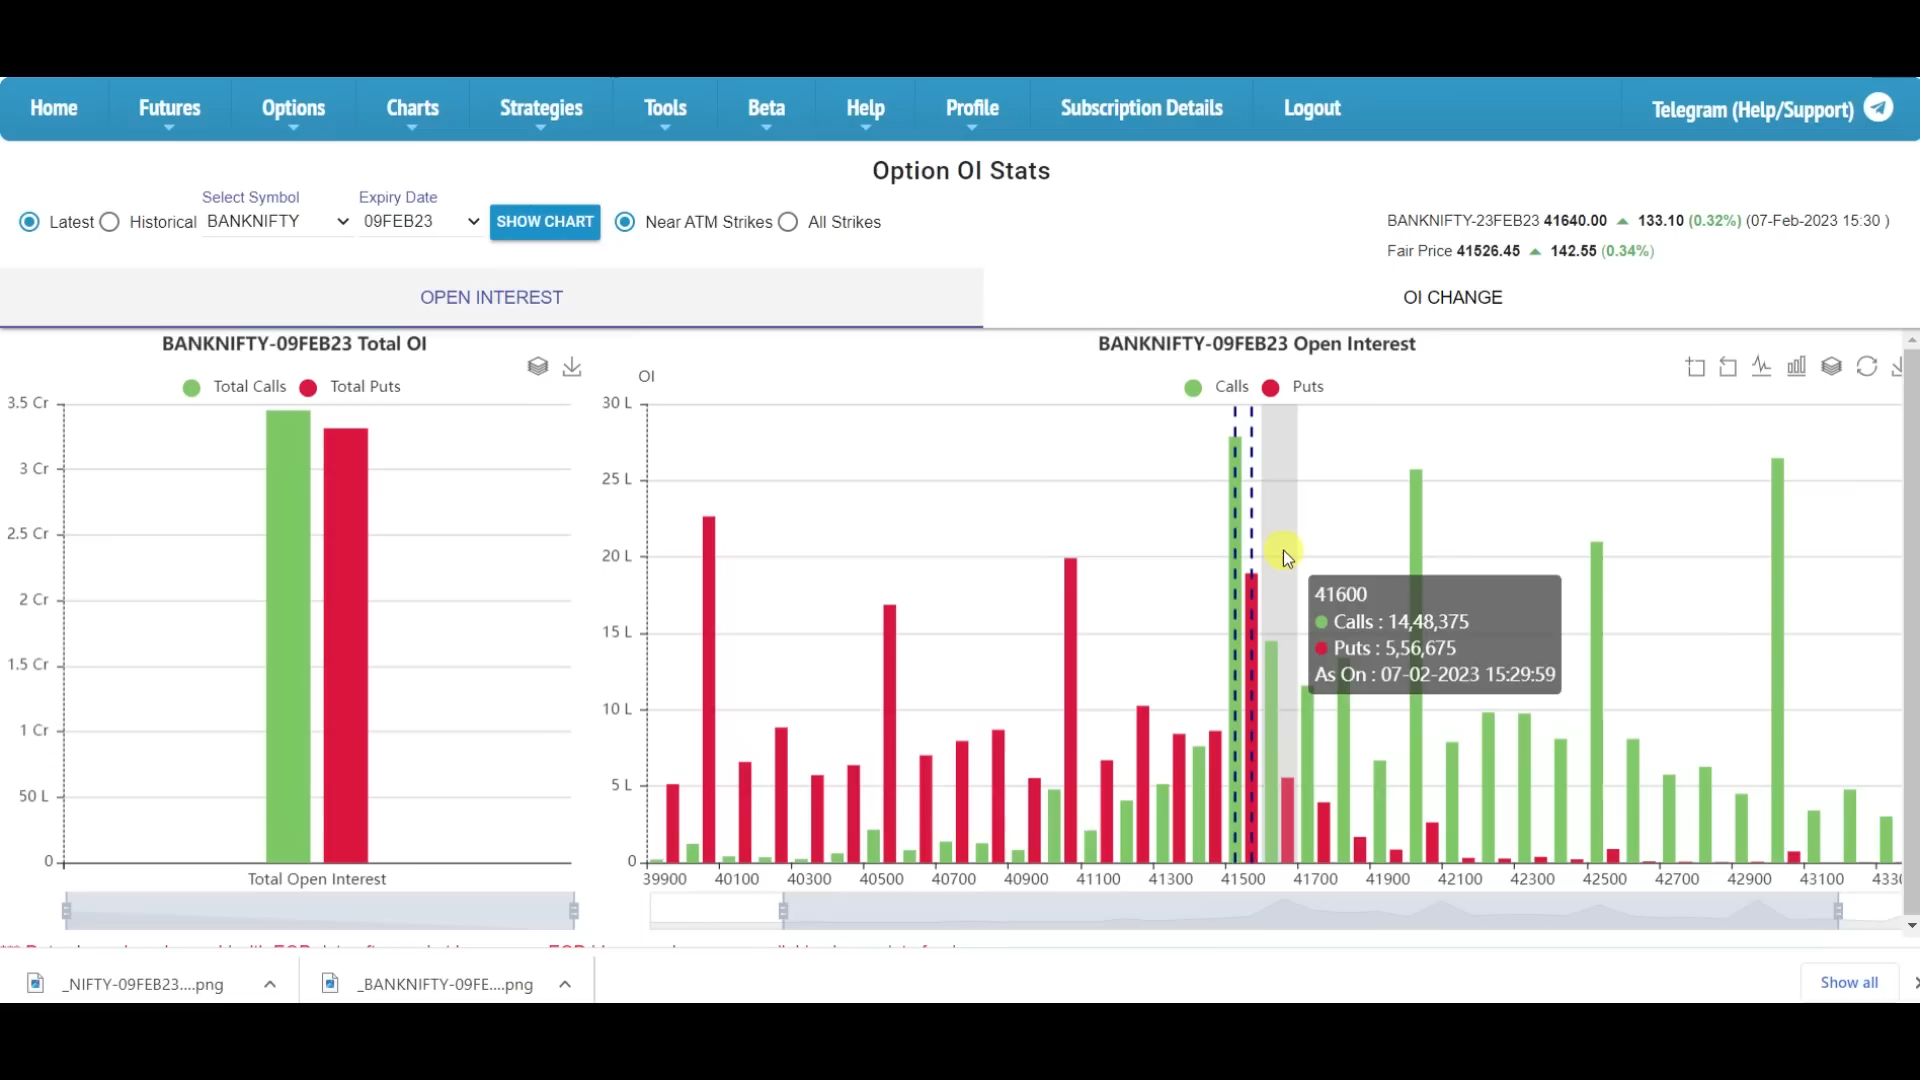 Home Futures Options Charts Strategies Tools Beta Help Profile Subscription Details Logout Telegram (Help/Support)
Option OI Stats
Select Symbol Expiry Date
Latest Historical BANKNIFTY 09FEB23 SHOW CHART Near ATM Strikes All Strikes
BANKNIFTY-23FEB23 41640.00 133.10 (0.32%) (07-Feb-2023 15:30 )
Fair Price 41526.45 142.55 (0.34%)
OPEN INTEREST OI CHANGE
BANKNIFTY-09FEB23 Total OI
Total Calls Total Puts
3.5 Cr
3 Cr
2.5 Cr
2 Cr
1.5 Cr
1 Cr
50 L
0
Total Open Interest
BANKNIFTY-09FEB23 Open Interest
OI
Calls Puts
30 L
25 L
20 L
15 L
10 L
5 L
0
41600
Calls : 14,48,375
Puts : 5,56,675
As On : 07-02-2023 15:29:59
39900 40100 40300 40500 40700 40900 41100 41300 41500 41700 41900 42100 42300 42500 42700 42900 43100
_NIFTY-09FEB23....png _BANKNIFTY-09FE....png Show all